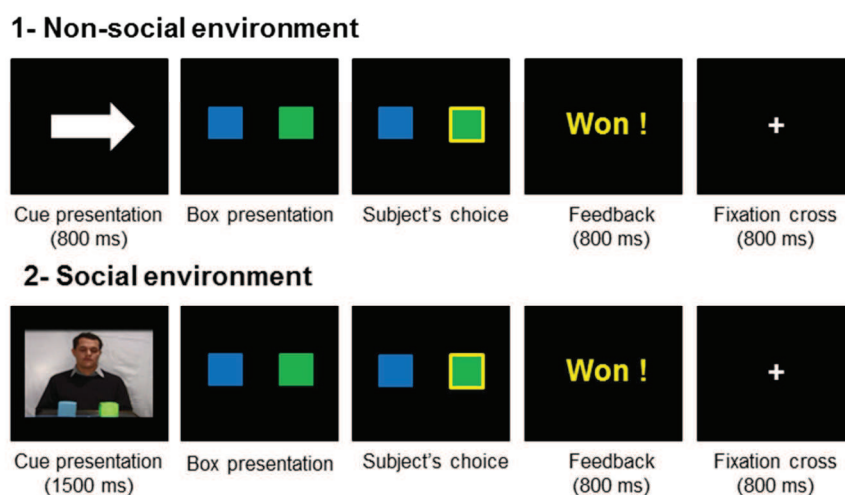 1- Non-social environment
Won !
+
Cue presentation
(800 ms)
Box presentation
Subject's choice
Feedback
(800 ms)
Fixation cross
(800 ms)
2- Social environment
Won !
+
Cue presentation
(1500 ms)
Box presentation
Subject's choice
Feedback
(800 ms)
Fixation cross
(800 ms)